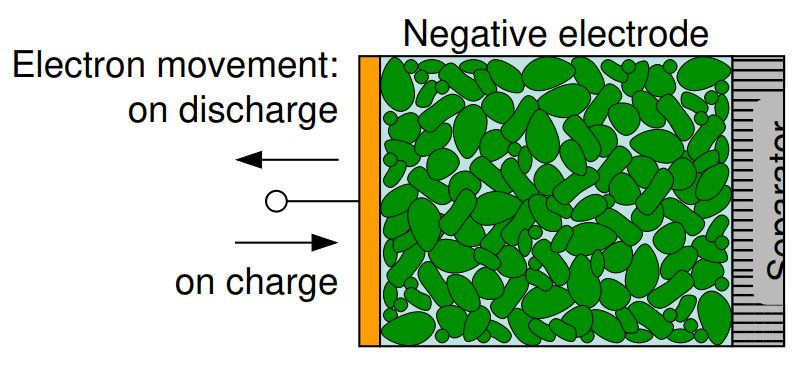 Negative electrode
Electron movement:
on discharge
on charge
Separator